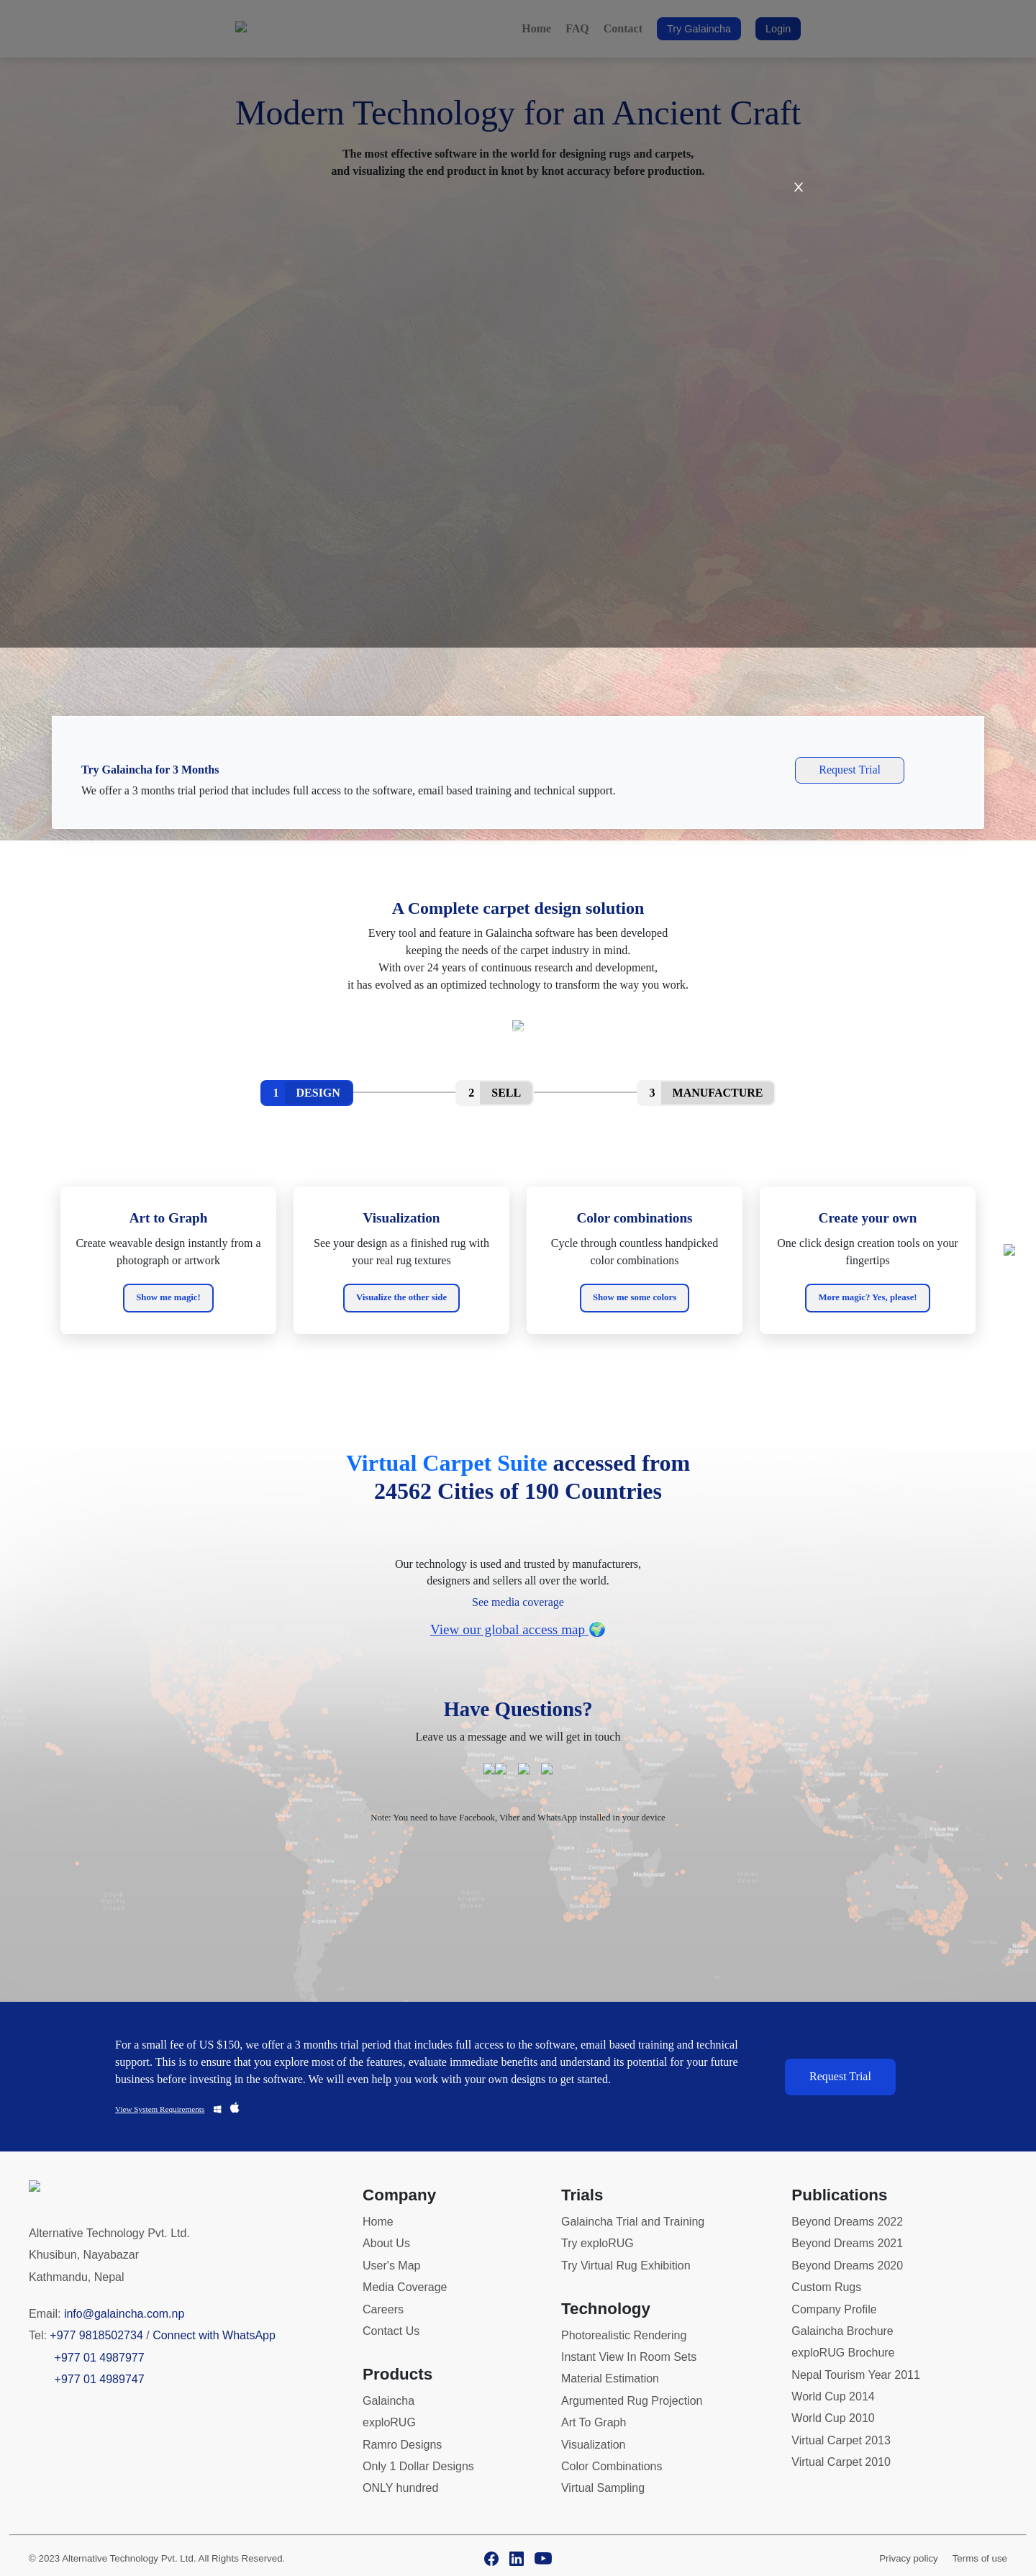 Home FAQ Contact Try Galaincha Login
Modern Technology for an Ancient Craft
The most effective software in the world for designing rugs and carpets,
and visualizing the end product in knot by knot accuracy before production.
X
Try Galaincha for 3 Months
Request Trial
We offer a 3 months trial period that includes full access to the software, email based training and technical support.
A Complete carpet design solution
Every tool and feature in Galaincha software has been developed
keeping the needs of the carpet industry in mind.
With over 24 years of continuous research and development,
it has evolved as an optimized technology to transform the way you work.
1 DESIGN 2 SELL 3 MANUFACTURE
Art to Graph
Create weavable design instantly from a
photograph or artwork
Show me magic!
Visualization
See your design as a finished rug with
your real rug textures
Visualize the other side
Color combinations
Cycle through countless handpicked
color combinations
Show me some colors
Create your own
One click design creation tools on your
fingertips
More magic? Yes, please!
Virtual Carpet Suite accessed from
24562 Cities of 190 Countries
Our technology is used and trusted by manufacturers,
designers and sellers all over the world.
See media coverage
View our global access map 🌍
Have Questions?
Leave us a message and we will get in touch
Note: You need to have Facebook, Viber and WhatsApp installed in your device
For a small fee of US $150, we offer a 3 months trial period that includes full access to the software, email based training and technical
support. This is to ensure that you explore most of the features, evaluate immediate benefits and understand its potential for your future
business before investing in the software. We will even help you work with your own designs to get started.
Request Trial
View System Requirements
Alternative Technology Pvt. Ltd.
Khusibun, Nayabazar
Kathmandu, Nepal
Email: info@galaincha.com.np
Tel: +977 9818502734 / Connect with WhatsApp
+977 01 4987977
+977 01 4989747
Company
Home
About Us
User's Map
Media Coverage
Careers
Contact Us
Products
Galaincha
exploRUG
Ramro Designs
Only 1 Dollar Designs
ONLY hundred
Trials
Galaincha Trial and Training
Try exploRUG
Try Virtual Rug Exhibition
Technology
Photorealistic Rendering
Instant View In Room Sets
Material Estimation
Argumented Rug Projection
Art To Graph
Visualization
Color Combinations
Virtual Sampling
Publications
Beyond Dreams 2022
Beyond Dreams 2021
Beyond Dreams 2020
Custom Rugs
Company Profile
Galaincha Brochure
exploRUG Brochure
Nepal Tourism Year 2011
World Cup 2014
World Cup 2010
Virtual Carpet 2013
Virtual Carpet 2010
© 2023 Alternative Technology Pvt. Ltd. All Rights Reserved.
Privacy policy Terms of use